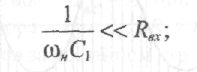 1/(ω_н C_1) << R_вх;